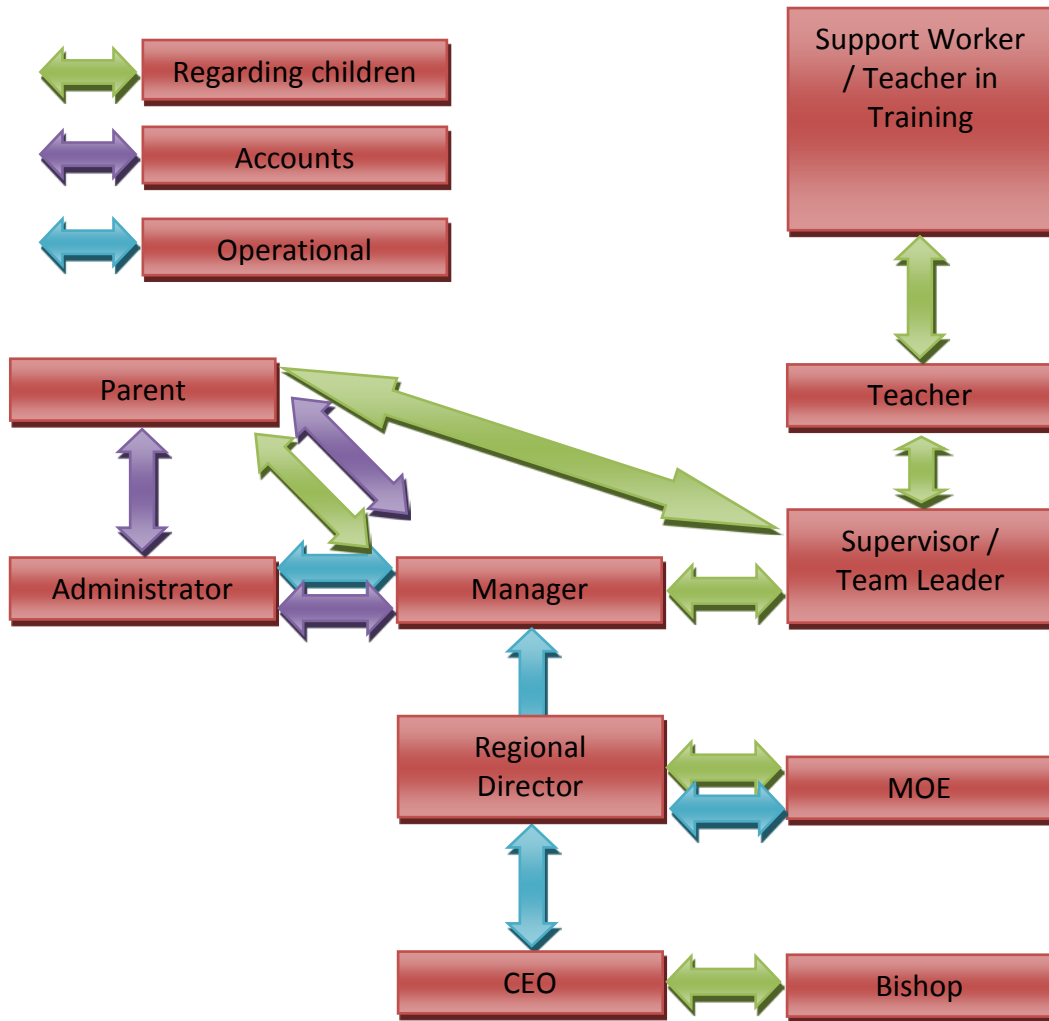 Regarding children
Accounts
Operational
Support Worker
/ Teacher in
Training
Parent
Teacher
Administrator
Manager
Supervisor /
Team Leader
Regional
Director
MOE
CEO
Bishop